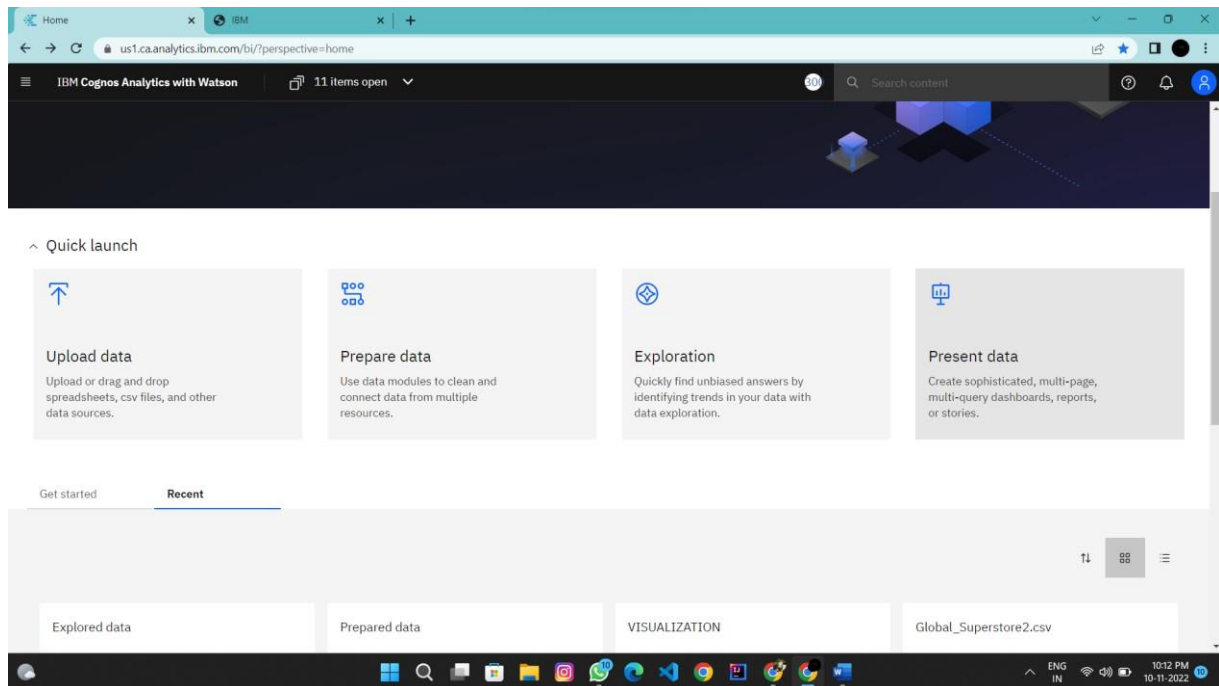 Home
IBM
us1.ca.analytics.ibm.com/bi/?perspective=home
IBM Cognos Analytics with Watson
11 items open
Search content
Quick launch
Upload data
Upload or drag and drop
spreadsheets, csv files, and other
data sources.
Prepare data
Use data modules to clean and
connect data from multiple
resources.
Exploration
Quickly find unbiased answers by
identifying trends in your data with
data exploration.
Present data
Create sophisticated, multi-page,
multi-query dashboards, reports,
or stories.
Get started
Recent
Explored data
Prepared data
VISUALIZATION
Global_Superstore2.csv
ENG
IN
10:12 PM
10-11-2022
10